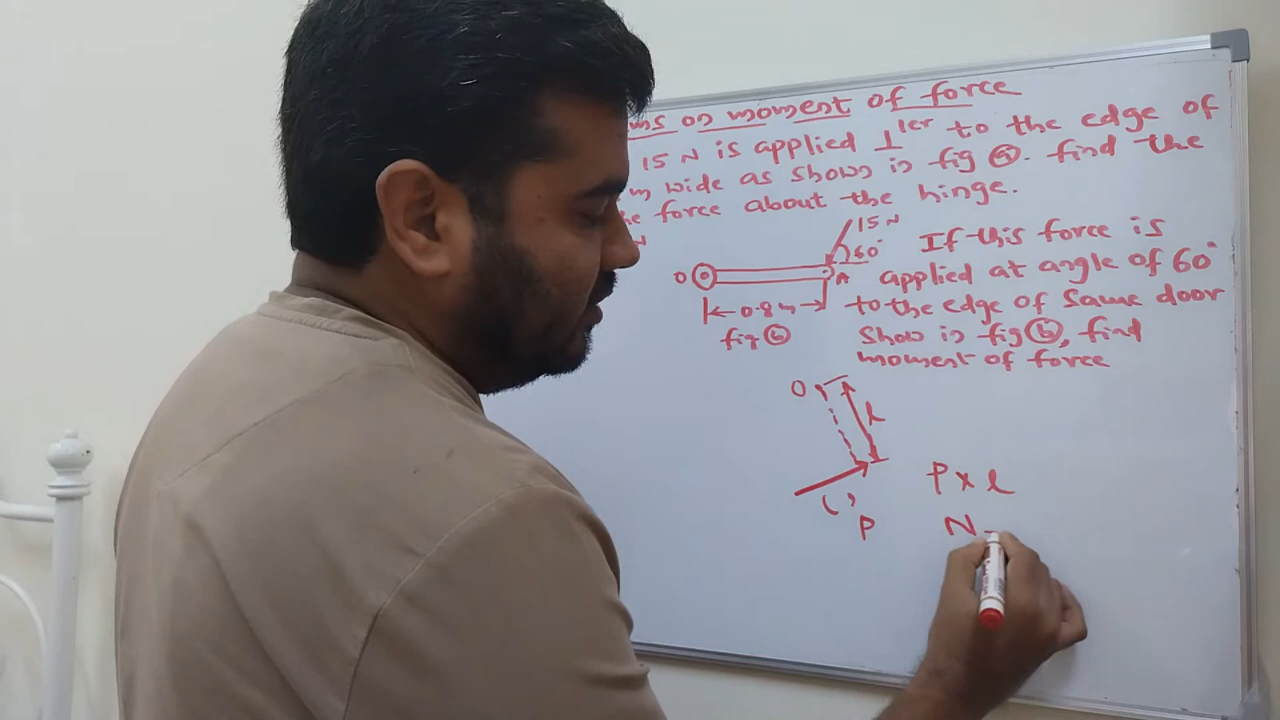 ms on moment of force
15 N is applied ⊥ler to the edge of
m wide as shown in fig ⓐ. find the
force about the hinge.
N
15 N
60°
O
A
0.8 m
fig ⓑ
If this force is
applied at angle of 60°
to the edge of same door
show in fig ⓑ, find
moment of force
O
l
P
P x l
N -